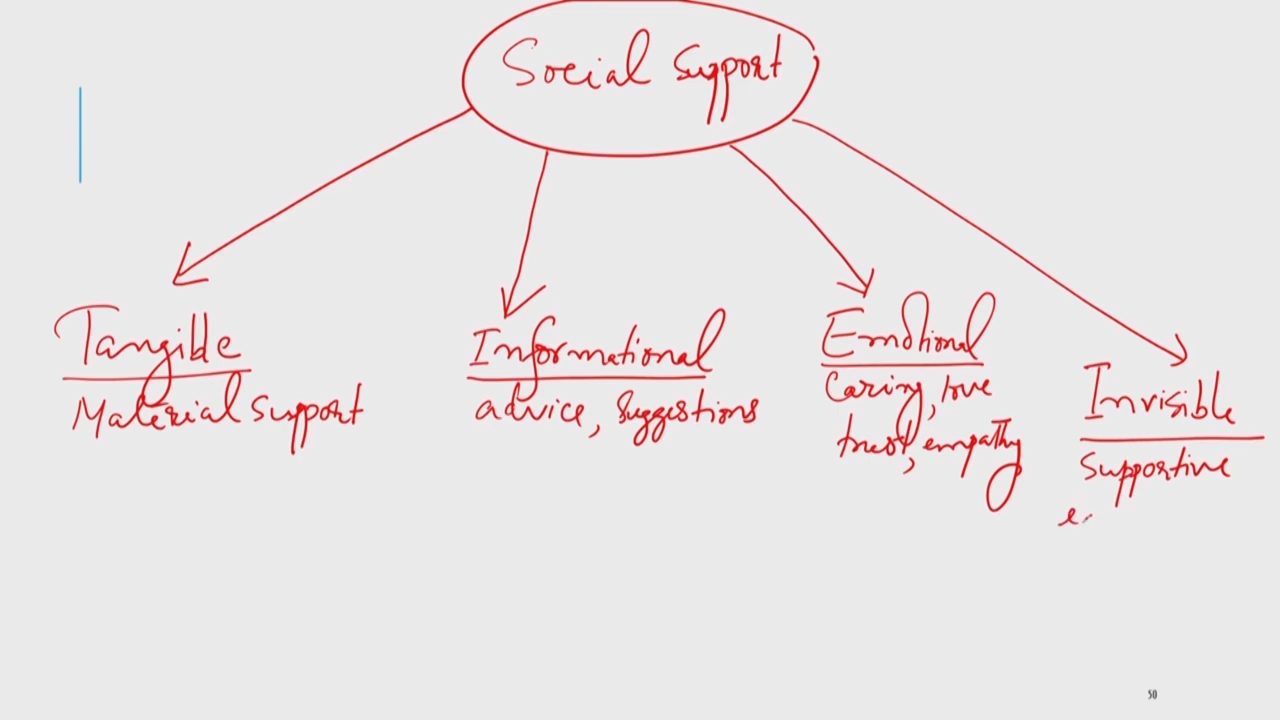 Social Support
Tangible
Material Support
Informational
advice, Suggestions
Emotional
Caring, love
trust, empathy
Invisible
Supportive
50